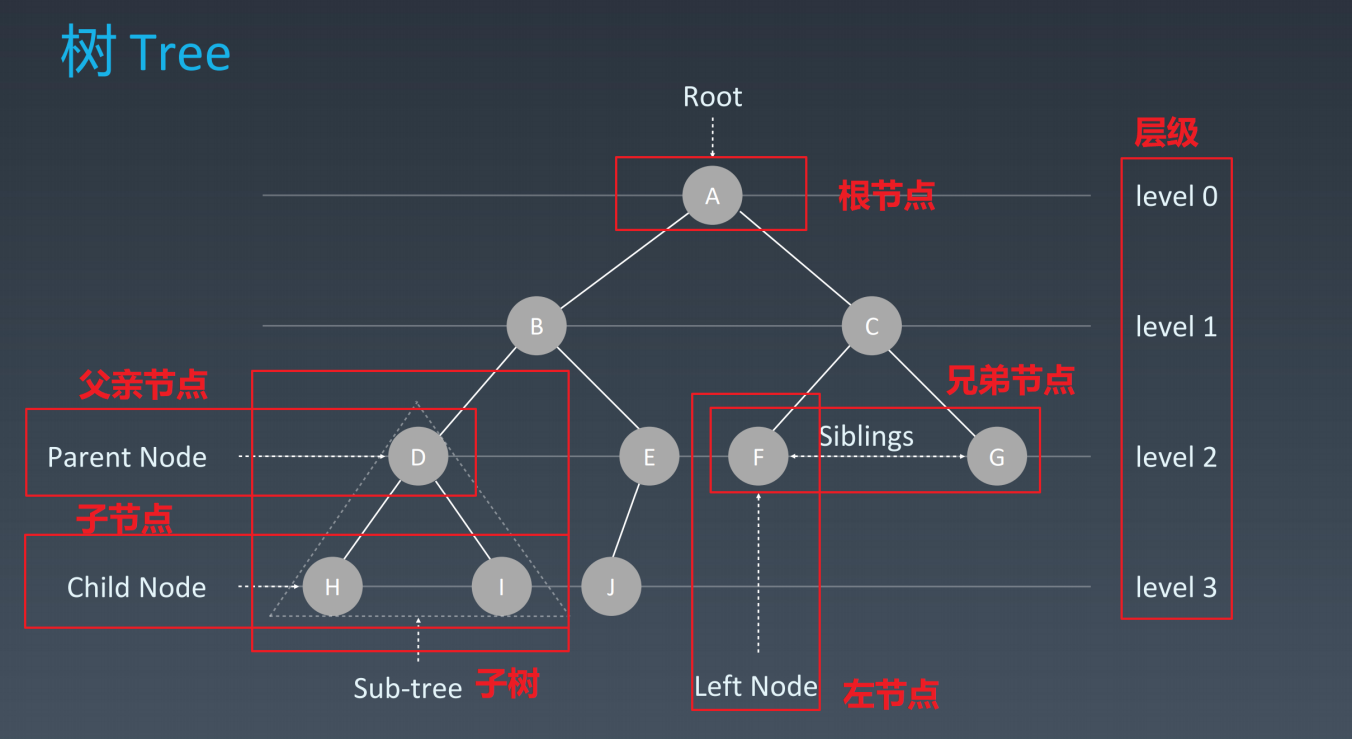 树 Tree
Root
层级
A
根节点
level 0
B
C
level 1
父亲节点
兄弟节点
Siblings
Parent Node
D
E
F
G
level 2
子节点
Child Node
H
I
J
level 3
Sub-tree
子树
Left Node
左节点